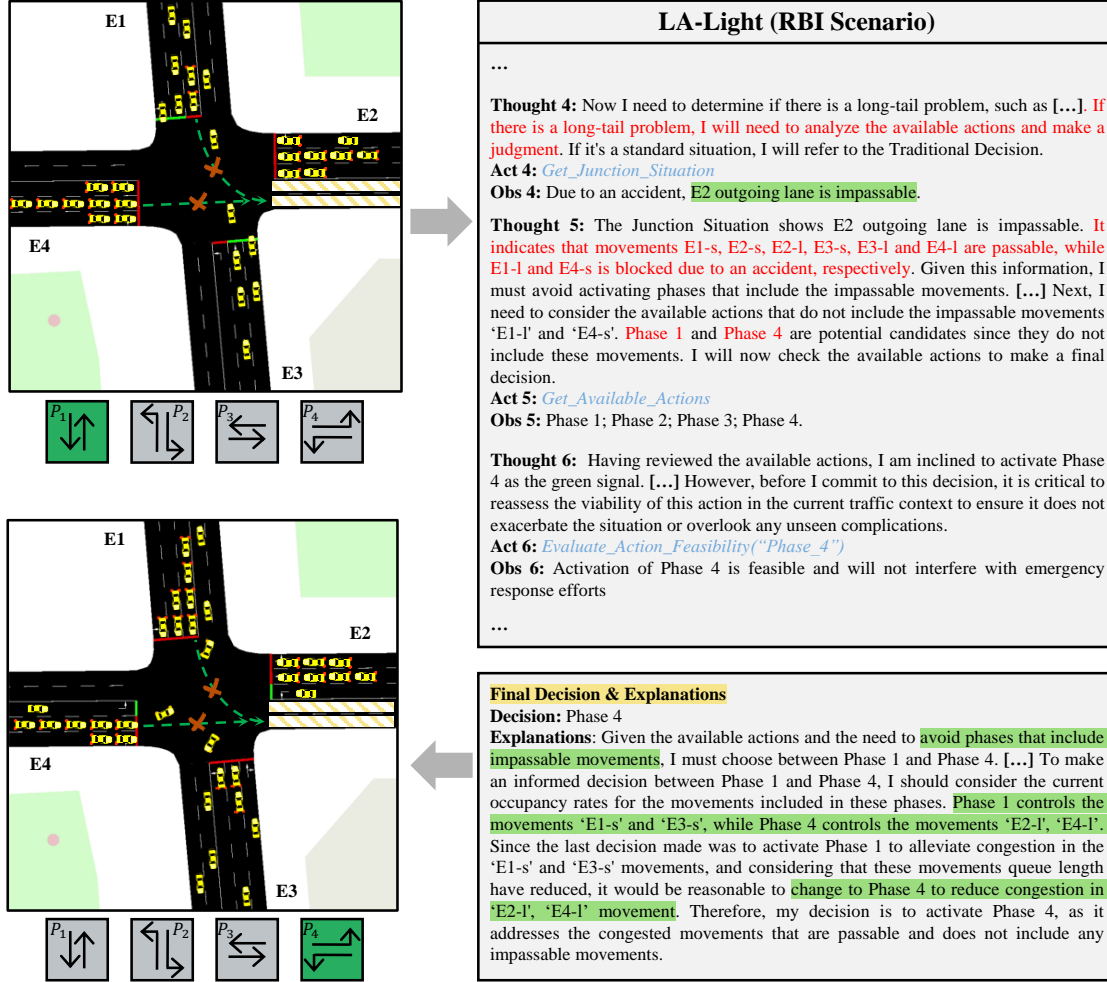 E1
E2
E4
E3
P1
P2
P3
P4
LA-Light (RBI Scenario)
...
Thought 4: Now I need to determine if there is a long-tail problem, such as [...]. If
there is a long-tail problem, I will need to analyze the available actions and make a
judgment. If it's a standard situation, I will refer to the Traditional Decision.
Act 4: Get_Junction_Situation
Obs 4: Due to an accident, E2 outgoing lane is impassable.
Thought 5: The Junction Situation shows E2 outgoing lane is impassable. It
indicates that movements E1-s, E2-s, E2-l, E3-s, E3-l and E4-l are passable, while
E1-l and E4-s is blocked due to an accident, respectively. Given this information, I
must avoid activating phases that include the impassable movements. [...] Next, I
need to consider the available actions that do not include the impassable movements
‘E1-l' and ‘E4-s'. Phase 1 and Phase 4 are potential candidates since they do not
include these movements. I will now check the available actions to make a final
decision.
Act 5: Get_Available_Actions
Obs 5: Phase 1; Phase 2; Phase 3; Phase 4.
Thought 6: Having reviewed the available actions, I am inclined to activate Phase
4 as the green signal. [...] However, before I commit to this decision, it is critical to
reassess the viability of this action in the current traffic context to ensure it does not
exacerbate the situation or overlook any unseen complications.
Act 6: Evaluate_Action_Feasibility(“Phase_4”)
Obs 6: Activation of Phase 4 is feasible and will not interfere with emergency
response efforts
...
E1
E2
E4
E3
P1
P2
P3
P4
Final Decision & Explanations
Decision: Phase 4
Explanations: Given the available actions and the need to avoid phases that include
impassable movements, I must choose between Phase 1 and Phase 4. [...] To make
an informed decision between Phase 1 and Phase 4, I should consider the current
occupancy rates for the movements included in these phases. Phase 1 controls the
movements ‘E1-s' and ‘E3-s', while Phase 4 controls the movements ‘E2-l', ‘E4-l’.
Since the last decision made was to activate Phase 1 to alleviate congestion in the
‘E1-s' and ‘E3-s' movements, and considering that these movements queue length
have reduced, it would be reasonable to change to Phase 4 to reduce congestion in
‘E2-l', ‘E4-l’ movement. Therefore, my decision is to activate Phase 4, as it
addresses the congested movements that are passable and does not include any
impassable movements.